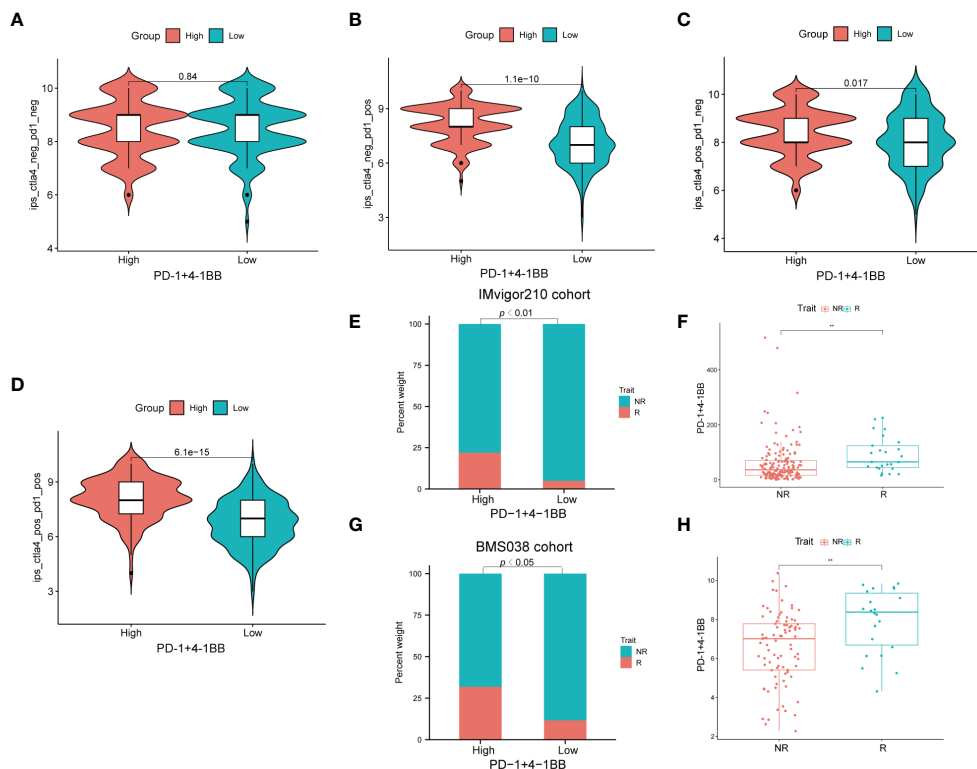 A
Group High Low
0.84
10
8
6
4
ips_ctla4_neg_pd1_neg
High Low
PD-1+4-1BB
B
Group High Low
1.1e-10
9
6
3
ips_ctla4_neg_pd1_pos
High Low
PD-1+4-1BB
C
Group High Low
0.017
10
8
6
4
ips_ctla4_pos_pd1_neg
High Low
PD-1+4-1BB
D
Group High Low
6.1e-15
9
6
3
ips_ctla4_pos_pd1_pos
High Low
PD-1+4-1BB
E
IMvigor210 cohort
p < 0.01
100
75
50
25
0
Percent weight
Trait
NR
R
High Low
PD-1+4-1BB
F
Trait NR R
**
400
200
0
PD-1+4-1BB
NR R
G
BMS038 cohort
p < 0.05
100
75
50
25
0
Percent weight
Trait
NR
R
High Low
PD-1+4-1BB
H
Trait NR R
**
10
8
6
4
2
PD-1+4-1BB
NR R